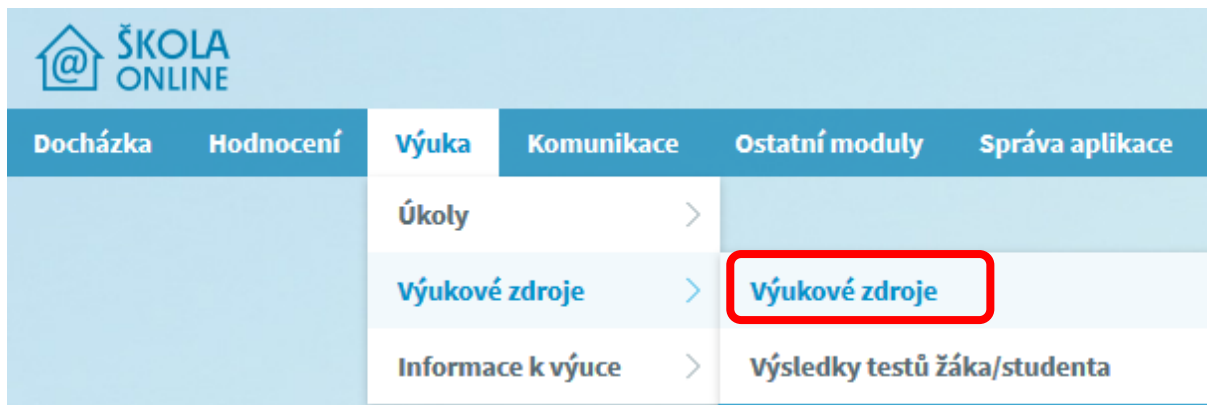 ŠKOLA
ONLINE
Docházka Hodnocení Výuka Komunikace Ostatní moduly Správa aplikace
Úkoly
Výukové zdroje Výukové zdroje
Informace k výuce Výsledky testů žáka/studenta